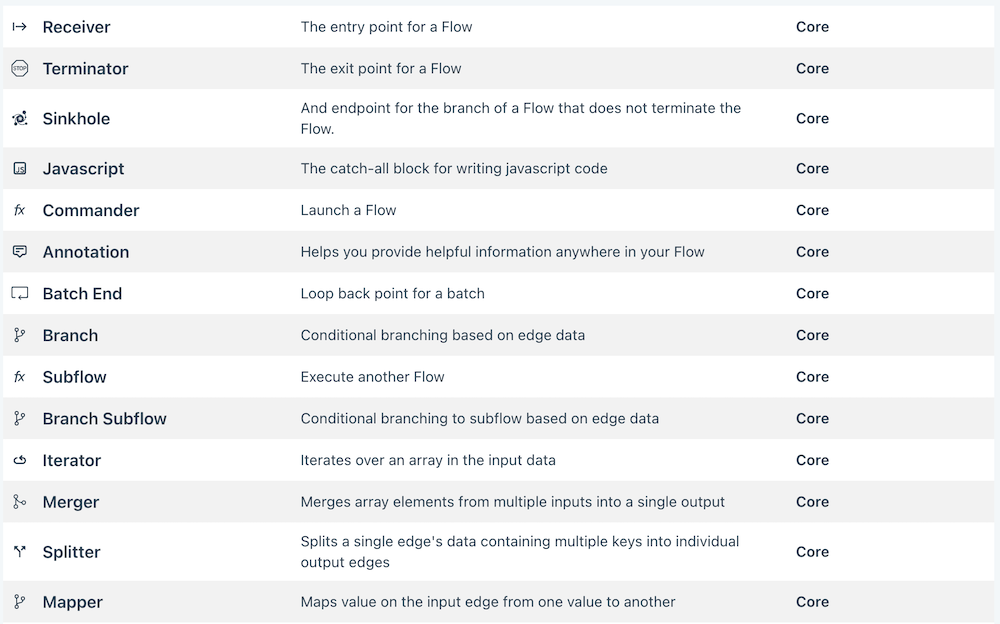 Receiver The entry point for a Flow Core
STOP Terminator The exit point for a Flow Core
Sinkhole And endpoint for the branch of a Flow that does not terminate the Core
Flow.
JS Javascript The catch-all block for writing javascript code Core
fx Commander Launch a Flow Core
Annotation Helps you provide helpful information anywhere in your Flow Core
Batch End Loop back point for a batch Core
Branch Conditional branching based on edge data Core
fx Subflow Execute another Flow Core
Branch Subflow Conditional branching to subflow based on edge data Core
Iterator Iterates over an array in the input data Core
Merger Merges array elements from multiple inputs into a single output Core
Splitter Splits a single edge's data containing multiple keys into individual Core
output edges
Mapper Maps value on the input edge from one value to another Core